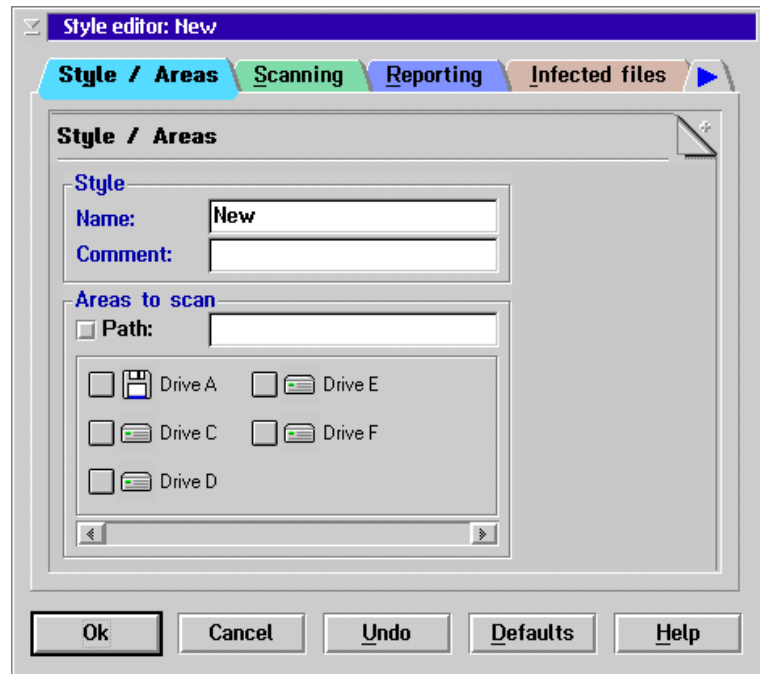 Style editor: New
Style / Areas Scanning Reporting Infected files
Style / Areas
Style
Name: New
Comment:
Areas to scan
Path:
Drive A Drive E
Drive C Drive F
Drive D
Ok Cancel Undo Defaults Help